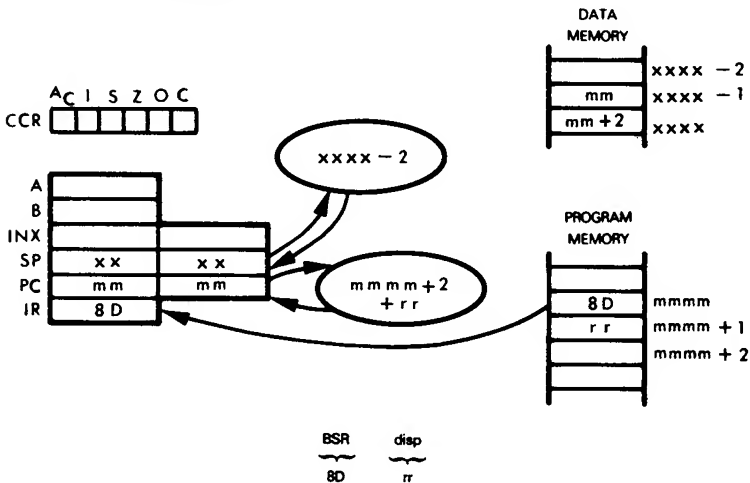 DATA
MEMORY
xxxx - 2
mm xxxx - 1
mm + 2 xxxx
AC I S Z O C
CCR
xxxx - 2
A
B
INX
SP xx xx
PC mm mm
IR 8D
mmmm + 2
+ rr
PROGRAM
MEMORY
8D mmmm
rr mmmm + 1
mmmm + 2
BSR disp
8D rr